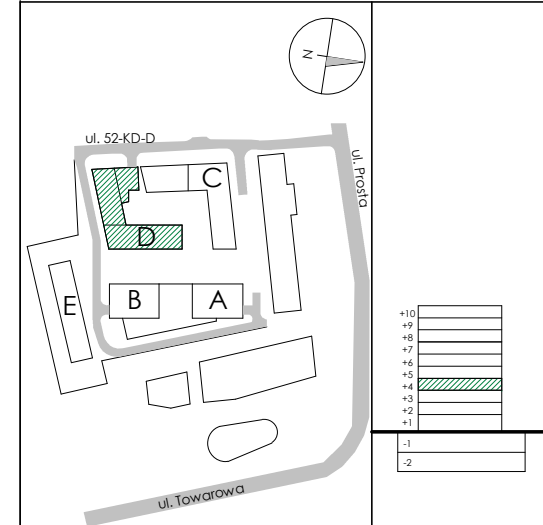 N
ul. 52-KD-D
ul. Prosta
C
D
E
B
A
ul. Towarowa
+10
+9
+8
+7
+6
+5
+4
+3
+2
+1
-1
-2